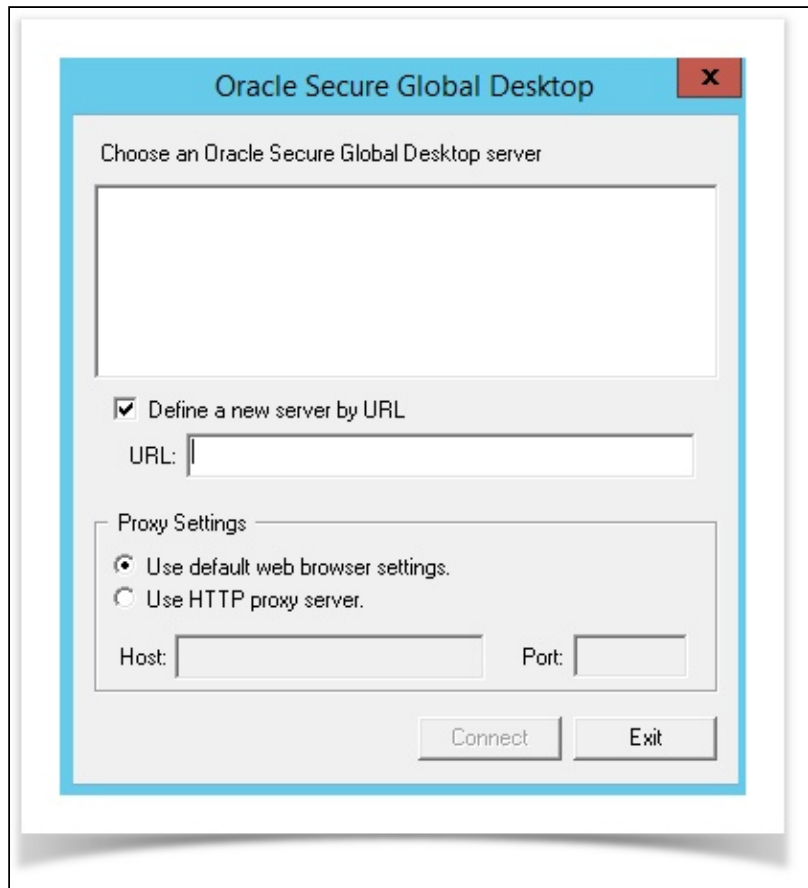 Oracle Secure Global Desktop
x
Choose an Oracle Secure Global Desktop server
Define a new server by URL
URL:
Proxy Settings
Use default web browser settings.
Use HTTP proxy server.
Host:
Port:
Connect
Exit